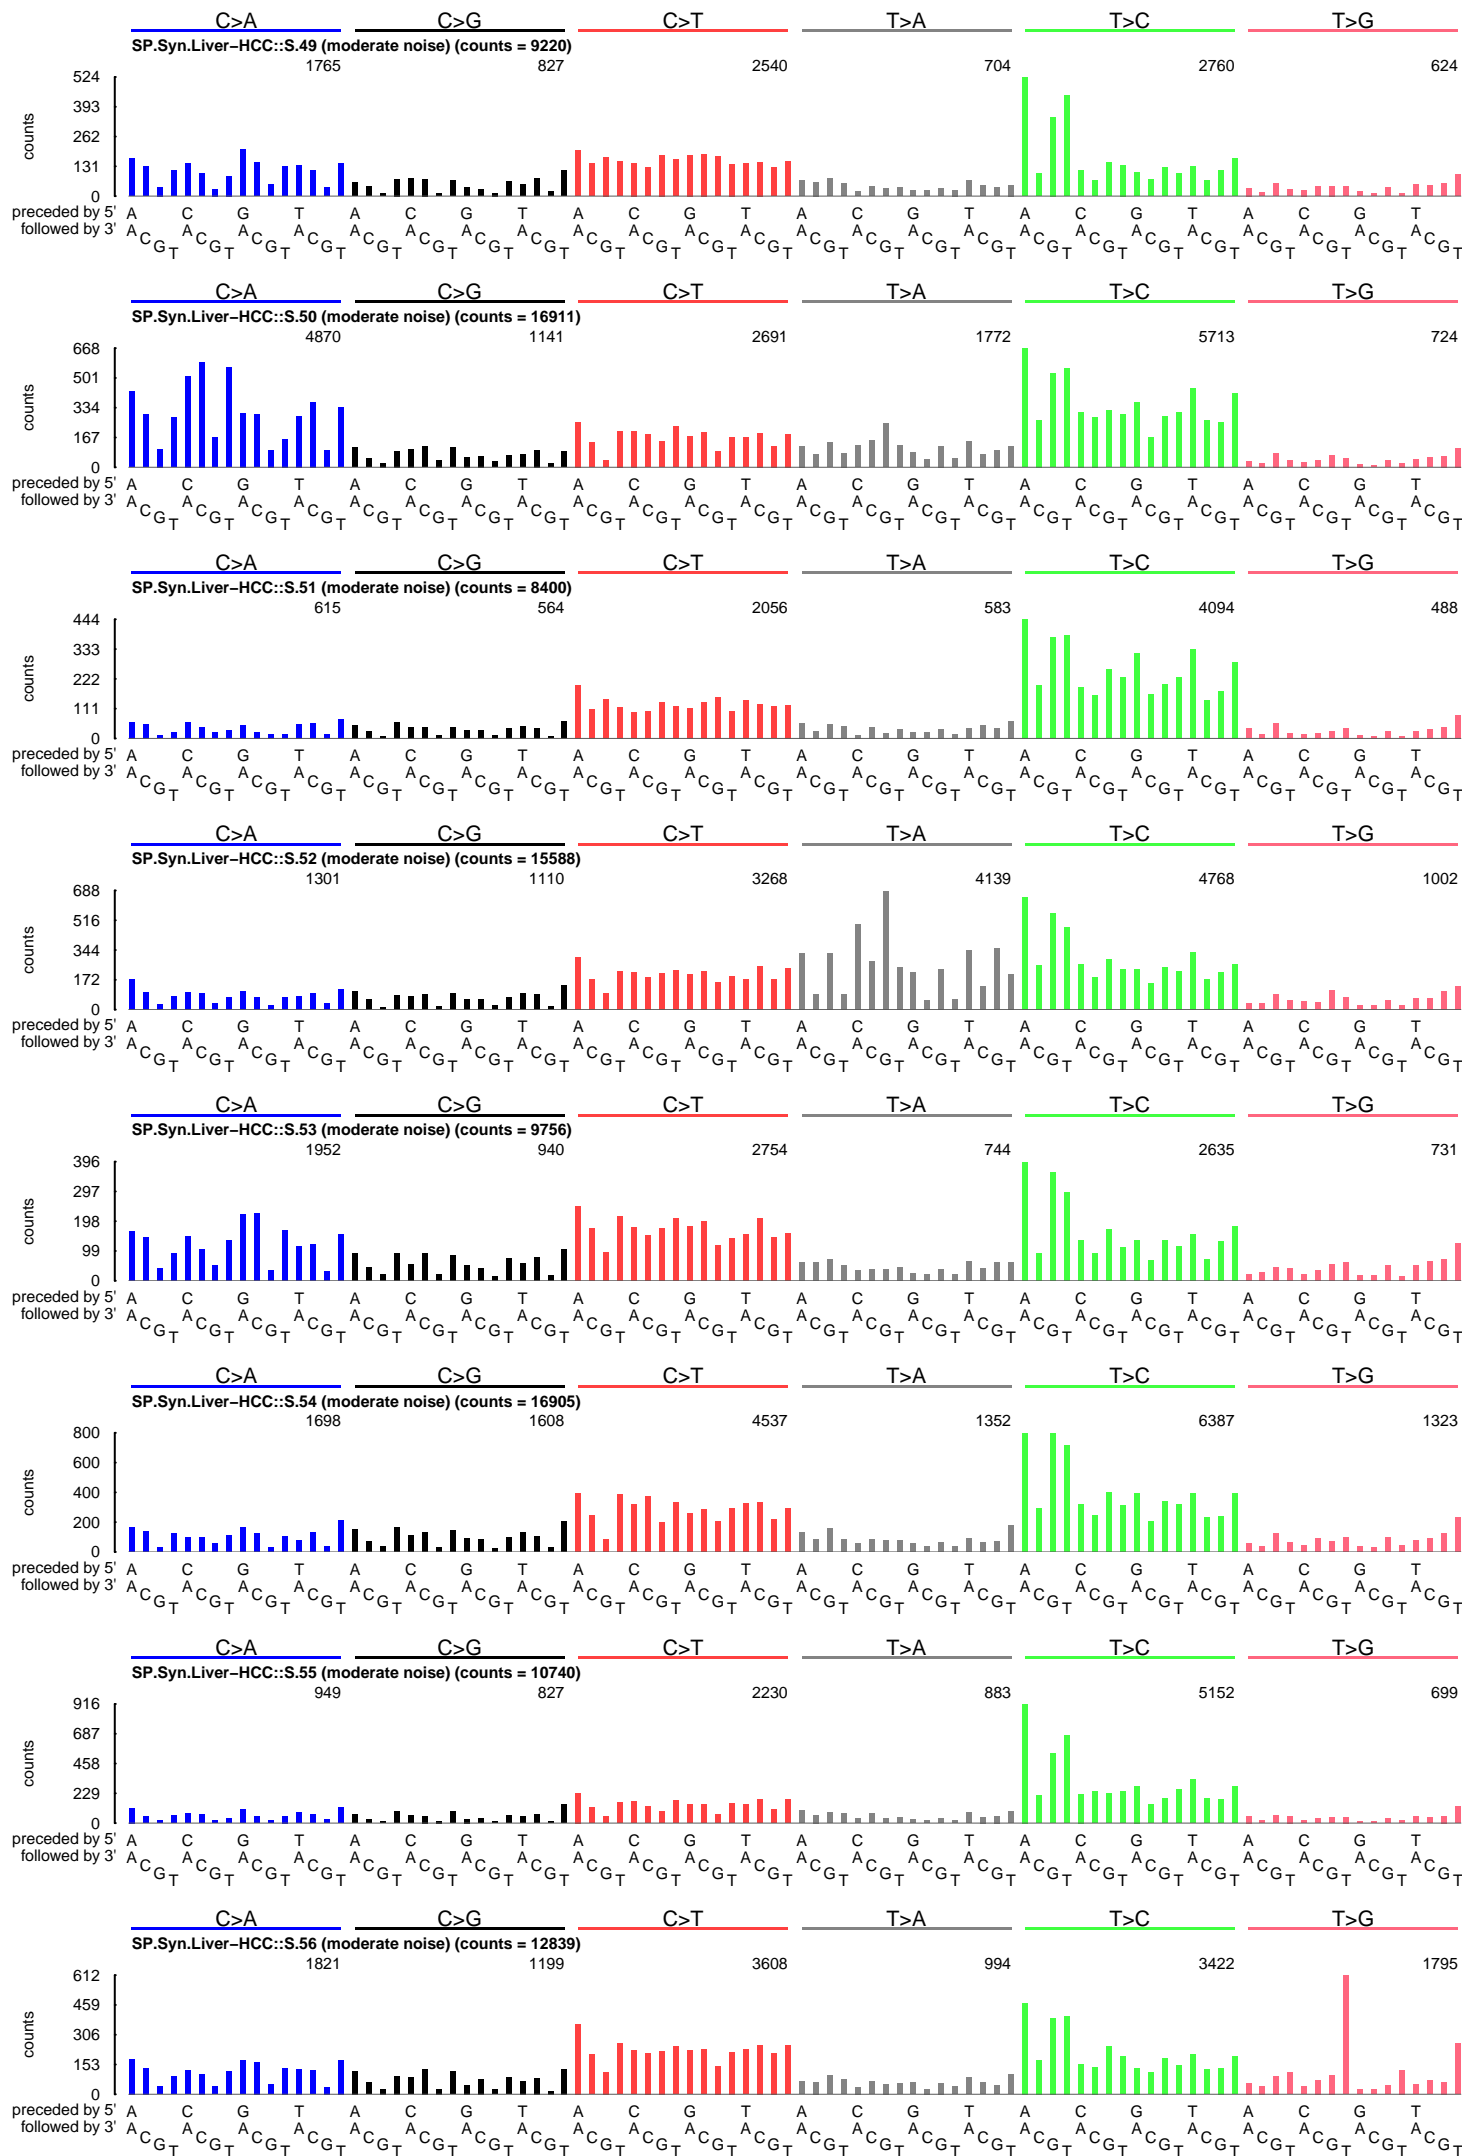 C>A C>G C>T T>A T>C T>G
SP.Syn.Liver−HCC::S.49 (moderate noise) (counts = 9220)
1765 827 2540 704 2760 624
524
393
262
131
0
counts
preceded by 5' A C G T A C G T A C G T A C G T A C G T A C G T
followed by 3' A C G T A C G T A C G T A C G T A C G T A C G T A C G T A C G T A C G T A C G T A C G T A C G T A C G T A C G T A C G T A C G T A C G T A C G T A C G T A C G T A C G T A C G T A C G T A C G T
C>A C>G C>T T>A T>C T>G
SP.Syn.Liver−HCC::S.50 (moderate noise) (counts = 16911)
4870 1141 2691 1772 5713 724
668
501
334
167
0
counts
preceded by 5' A C G T A C G T A C G T A C G T A C G T A C G T
followed by 3' A C G T A C G T A C G T A C G T A C G T A C G T A C G T A C G T A C G T A C G T A C G T A C G T A C G T A C G T A C G T A C G T A C G T A C G T A C G T A C G T A C G T A C G T A C G T A C G T
C>A C>G C>T T>A T>C T>G
SP.Syn.Liver−HCC::S.51 (moderate noise) (counts = 8400)
615 564 2056 583 4094 488
444
333
222
111
0
counts
preceded by 5' A C G T A C G T A C G T A C G T A C G T A C G T
followed by 3' A C G T A C G T A C G T A C G T A C G T A C G T A C G T A C G T A C G T A C G T A C G T A C G T A C G T A C G T A C G T A C G T A C G T A C G T A C G T A C G T A C G T A C G T A C G T A C G T
C>A C>G C>T T>A T>C T>G
SP.Syn.Liver−HCC::S.52 (moderate noise) (counts = 15588)
1301 1110 3268 4139 4768 1002
688
516
344
172
0
counts
preceded by 5' A C G T A C G T A C G T A C G T A C G T A C G T
followed by 3' A C G T A C G T A C G T A C G T A C G T A C G T A C G T A C G T A C G T A C G T A C G T A C G T A C G T A C G T A C G T A C G T A C G T A C G T A C G T A C G T A C G T A C G T A C G T A C G T
C>A C>G C>T T>A T>C T>G
SP.Syn.Liver−HCC::S.53 (moderate noise) (counts = 9756)
1952 940 2754 744 2635 731
396
297
198
99
0
counts
preceded by 5' A C G T A C G T A C G T A C G T A C G T A C G T
followed by 3' A C G T A C G T A C G T A C G T A C G T A C G T A C G T A C G T A C G T A C G T A C G T A C G T A C G T A C G T A C G T A C G T A C G T A C G T A C G T A C G T A C G T A C G T A C G T A C G T
C>A C>G C>T T>A T>C T>G
SP.Syn.Liver−HCC::S.54 (moderate noise) (counts = 16905)
1698 1608 4537 1352 6387 1323
800
600
400
200
0
counts
preceded by 5' A C G T A C G T A C G T A C G T A C G T A C G T
followed by 3' A C G T A C G T A C G T A C G T A C G T A C G T A C G T A C G T A C G T A C G T A C G T A C G T A C G T A C G T A C G T A C G T A C G T A C G T A C G T A C G T A C G T A C G T A C G T A C G T
C>A C>G C>T T>A T>C T>G
SP.Syn.Liver−HCC::S.55 (moderate noise) (counts = 10740)
949 827 2230 883 5152 699
916
687
458
229
0
counts
preceded by 5' A C G T A C G T A C G T A C G T A C G T A C G T
followed by 3' A C G T A C G T A C G T A C G T A C G T A C G T A C G T A C G T A C G T A C G T A C G T A C G T A C G T A C G T A C G T A C G T A C G T A C G T A C G T A C G T A C G T A C G T A C G T A C G T
C>A C>G C>T T>A T>C T>G
SP.Syn.Liver−HCC::S.56 (moderate noise) (counts = 12839)
1821 1199 3608 994 3422 1795
612
459
306
153
0
counts
preceded by 5' A C G T A C G T A C G T A C G T A C G T A C G T
followed by 3' A C G T A C G T A C G T A C G T A C G T A C G T A C G T A C G T A C G T A C G T A C G T A C G T A C G T A C G T A C G T A C G T A C G T A C G T A C G T A C G T A C G T A C G T A C G T A C G T